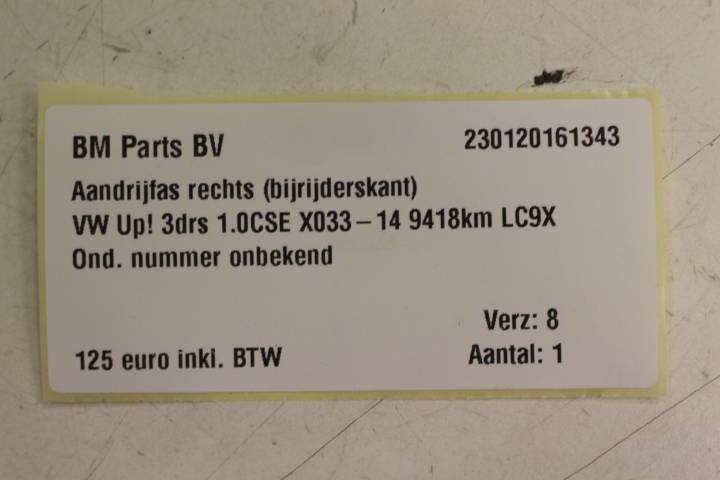 BM Parts BV 230120161343
Aandrijfas rechts (bijrijderskant)
VW Up! 3drs 1.0CSE X033-14 9418km LC9X
Ond. nummer onbekend
Verz: 8
125 euro inkl. BTW Aantal: 1